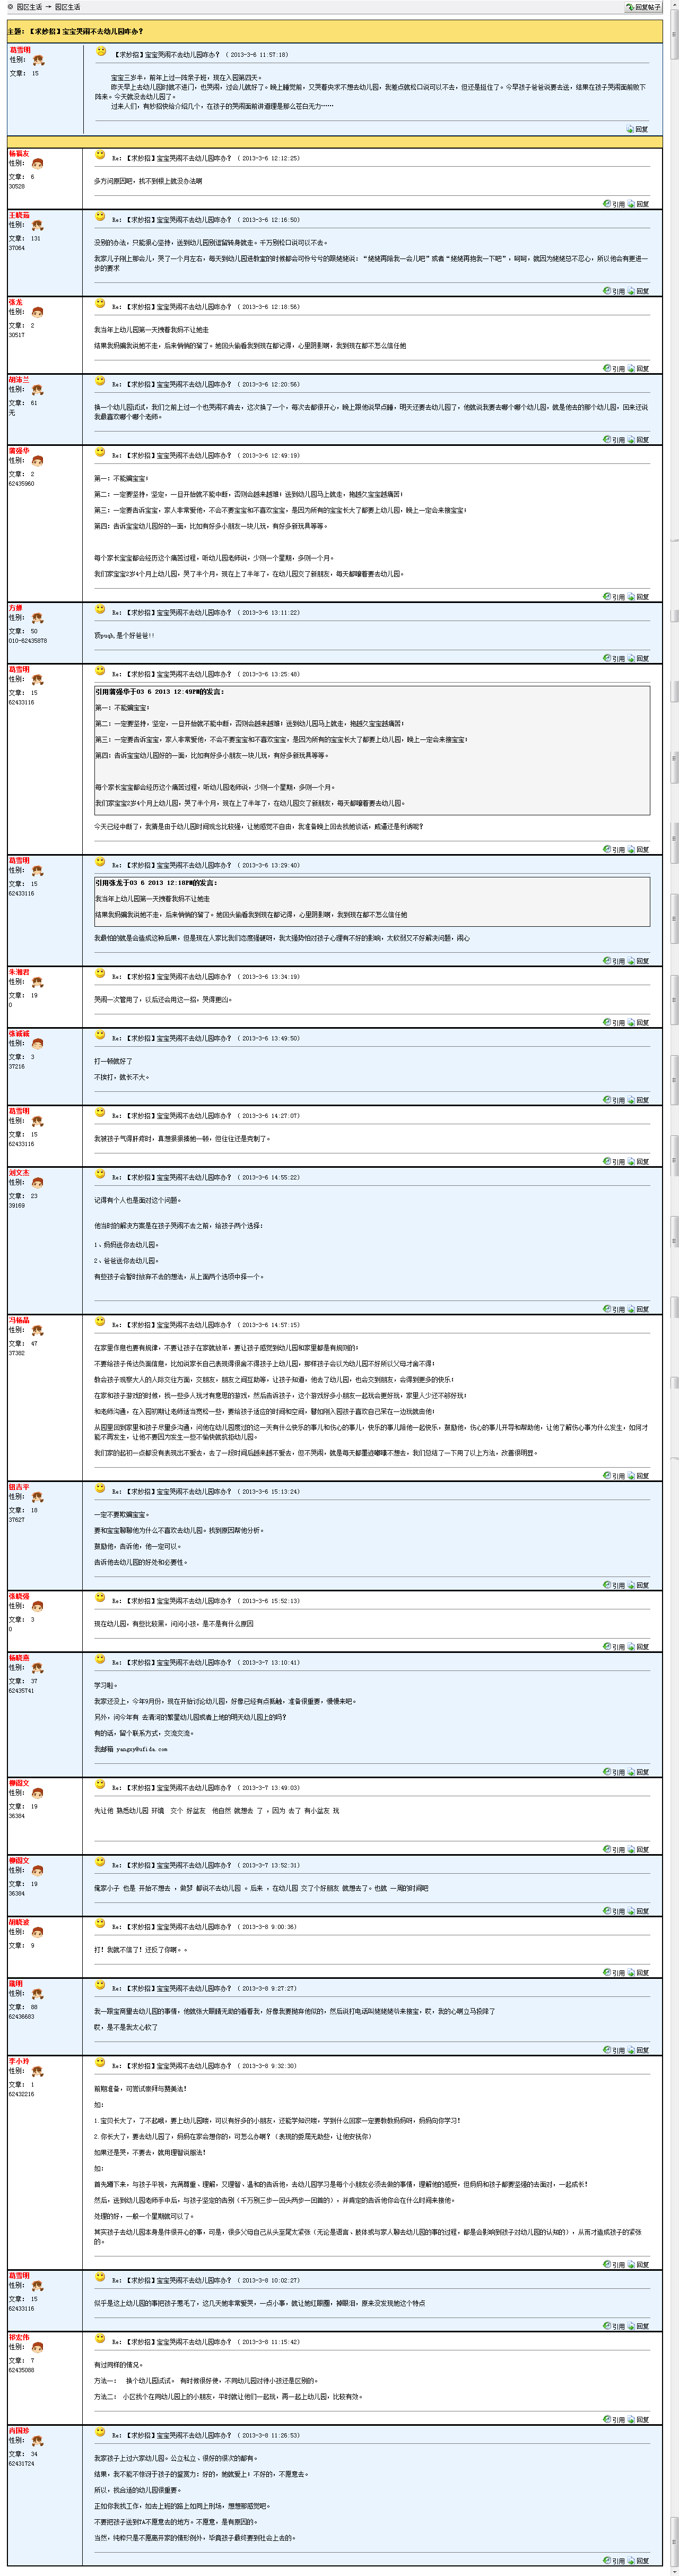 园区生活 → 园区生活
回复帖子
主题:【求妙招】宝宝哭闹不去幼儿园咋办?
葛雪明
性别:
文章: 15
【求妙招】宝宝哭闹不去幼儿园咋办? ( 2013-3-6 11:57:18)
宝宝三岁半,前年上过一阵亲子班,现在入园第四天。
昨天早上去幼儿园时就不进门,也哭闹,过会儿就好了。晚上睡觉前,又哭着央求不想去幼儿园,我差点就松口说可以不去,但还是挺住了。今早孩子爸爸说要去送,结果在孩子哭闹面前败下
阵来。今天就没去幼儿园了。
过来人们,有妙招快给介绍几个,在孩子的哭闹面前讲道理是那么苍白无力……
回复
杨福友
性别:
文章: 6
30528
Re:【求妙招】宝宝哭闹不去幼儿园咋办? ( 2013-3-6 12:12:25)
多方问原因吧,找不到根上就没办法啊
引用 回复
王晓茹
性别:
文章: 131
37064
Re:【求妙招】宝宝哭闹不去幼儿园咋办? ( 2013-3-6 12:16:50)
没别的办法,只能狠心坚持,送到幼儿园别逗留转身就走。千万别松口说可以不去。
我家儿子刚上那会儿,哭了一个月左右,每天到幼儿园进教室的时候都会可怜兮兮的跟姥姥说:“姥姥再陪我一会儿吧”或者“姥姥再抱我一下吧”,呵呵,就因为姥姥总不忍心,所以他会有更进一
步的要求
引用 回复
张龙
性别:
文章: 2
30517
Re:【求妙招】宝宝哭闹不去幼儿园咋办? ( 2013-3-6 12:18:56)
我当年上幼儿园第一天拽着我妈不让她走
结果我妈骗我说她不走,后来悄悄的溜了。她回头偷看我到现在都记得,心里阴影啊,我到现在都不怎么信任她
引用 回复
胡沛兰
性别:
文章: 61
无
Re:【求妙招】宝宝哭闹不去幼儿园咋办? ( 2013-3-6 12:20:56)
换一个幼儿园试试,我们之前上过一个也哭闹不肯去,这次换了一个,每次去都很开心。晚上跟他说早点睡,明天还要去幼儿园了,他就说我要去哪个哪个幼儿园,就是他去的那个幼儿园。回来还说
我最喜欢哪个哪个老师。
引用 回复
蒲强华
性别:
文章: 2
62435960
Re:【求妙招】宝宝哭闹不去幼儿园咋办? ( 2013-3-6 12:49:19)
第一:不能骗宝宝!
第二:一定要坚持,坚定,一旦开始就不能中断,否则会越来越难!送到幼儿园马上就走,拖越久宝宝越痛苦!
第三:一定要告诉宝宝,家人非常爱他,不会不要宝宝和不喜欢宝宝,是因为所有的宝宝长大了都要上幼儿园,晚上一定会来接宝宝!
第四:告诉宝宝幼儿园好的一面,比如有好多小朋友一块儿玩,有好多新玩具等等。
每个家长宝宝都会经历这个痛苦过程,听幼儿园老师说,少则一个星期,多则一个月。
我们家宝宝2岁4个月上幼儿园,哭了半个月,现在上了半年了,在幼儿园交了新朋友,每天都嚷着要去幼儿园。
引用 回复
方姗
性别:
文章: 50
010-62435878
Re:【求妙招】宝宝哭闹不去幼儿园咋办? ( 2013-3-6 13:11:22)
顶puqh,是个好爸爸!!
引用 回复
葛雪明
性别:
文章: 15
62433116
Re:【求妙招】宝宝哭闹不去幼儿园咋办? ( 2013-3-6 13:25:48)
引用蒲强华于03 6 2013 12:49PM的发言:
第一:不能骗宝宝!
第二:一定要坚持,坚定,一旦开始就不能中断,否则会越来越难!送到幼儿园马上就走,拖越久宝宝越痛苦!
第三:一定要告诉宝宝,家人非常爱他,不会不要宝宝和不喜欢宝宝,是因为所有的宝宝长大了都要上幼儿园,晚上一定会来接宝宝!
第四:告诉宝宝幼儿园好的一面,比如有好多小朋友一块儿玩,有好多新玩具等等。
每个家长宝宝都会经历这个痛苦过程,听幼儿园老师说,少则一个星期,多则一个月。
我们家宝宝2岁4个月上幼儿园,哭了半个月,现在上了半年了,在幼儿园交了新朋友,每天都嚷着要去幼儿园。
今天已经中断了,我猜是由于幼儿园时间观念比较强,让她感觉不自由,我准备晚上回去找她谈话,威逼还是利诱呢?
引用 回复
葛雪明
性别:
文章: 15
62433116
Re:【求妙招】宝宝哭闹不去幼儿园咋办? ( 2013-3-6 13:29:40)
引用张龙于03 6 2013 12:18PM的发言:
我当年上幼儿园第一天拽着我妈不让她走
结果我妈骗我说她不走,后来悄悄的溜了。她回头偷看我到现在都记得,心里阴影啊,我到现在都不怎么信任她
我最怕的就是会造成这种后果,但是现在人家比我们态度强硬呀,我太强势怕对孩子心理有不好的影响,太软弱又不好解决问题,闹心
引用 回复
朱湘君
性别:
文章: 19
0
Re:【求妙招】宝宝哭闹不去幼儿园咋办? ( 2013-3-6 13:34:19)
哭闹一次管用了,以后还会用这一招,哭得更凶。
引用 回复
张诚诚
性别:
文章: 3
37216
Re:【求妙招】宝宝哭闹不去幼儿园咋办? ( 2013-3-6 13:49:50)
打一顿就好了
不挨打,就长不大。
引用 回复
葛雪明
性别:
文章: 15
62433116
Re:【求妙招】宝宝哭闹不去幼儿园咋办? ( 2013-3-6 14:27:07)
我被孩子气得肝疼时,真想狠狠揍她一顿,但往往还是克制了。
引用 回复
刘文杰
性别:
文章: 23
39169
Re:【求妙招】宝宝哭闹不去幼儿园咋办? ( 2013-3-6 14:55:22)
记得有个人也是面对这个问题。
他当时的解决方案是在孩子哭闹不去之前,给孩子两个选择:
1、妈妈送你去幼儿园。
2、爸爸送你去幼儿园。
有些孩子会暂时放弃不去的想法,从上面两个选项中择一个。
引用 回复
冯杨晶
性别:
文章: 47
37382
Re:【求妙招】宝宝哭闹不去幼儿园咋办? ( 2013-3-6 14:57:15)
在家里作息也要有规律,不要让孩子在家就放羊,要让孩子感觉到幼儿园和家里都是有规则的!
不要给孩子传达负面信息,比如说家长自己表现得很舍不得孩子上幼儿园,那样孩子会以为幼儿园不好所以父母才舍不得!
教会孩子观察大人的人际交往方面,交朋友,朋友之间互助等,让孩子知道,他去了幼儿园,也会交到朋友,会得到更多的快乐!
在家和孩子游戏的时候,找一些多人玩才有意思的游戏,然后告诉孩子,这个游戏好多小朋友一起玩会更好玩,家里人少还不够好玩!
和老师沟通,在入园初期让老师适当宽松一些,要给孩子适应的时间和空间,譬如刚入园孩子喜欢自己呆在一边玩就由他!
从园里回到家里和孩子尽量多沟通,问他在幼儿园度过的这一天有什么快乐的事儿和伤心的事儿,快乐的事儿陪他一起快乐,鼓励他,伤心的事儿开导和帮助他,让他了解伤心事为什么发生,如何才
能不再发生,让他不要因为发生一些不愉快就抗拒幼儿园。
我们家的起初一点都没有表现出不爱去,去了一段时间后越来越不爱去,但不哭闹,就是每天都墨迹嘟囔不想去,我们总结了一下用了以上方法,改善很明显。
引用 回复
钮吉平
性别:
文章: 18
37627
Re:【求妙招】宝宝哭闹不去幼儿园咋办? ( 2013-3-6 15:13:24)
一定不要欺骗宝宝。
要和宝宝聊聊他为什么不喜欢去幼儿园。找到原因帮他分析。
鼓励他,告诉他,他一定可以。
告诉他去幼儿园的好处和必要性。
引用 回复
张晓强
性别:
文章: 3
0
Re:【求妙招】宝宝哭闹不去幼儿园咋办? ( 2013-3-6 15:52:13)
现在幼儿园,有些比较黑,问问小孩,是不是有什么原因
引用 回复
杨晓燕
性别:
文章: 37
62435741
Re:【求妙招】宝宝哭闹不去幼儿园咋办? ( 2013-3-7 13:10:41)
学习啦。
我家还没上,今年9月份,现在开始讨论幼儿园,好像已经有点抵触,准备很重要,慢慢来吧。
另外,问今年有 去清河的繁星幼儿园或者上地的明天幼儿园上的吗?
有的话,留个联系方式,交流交流。
我邮箱 yangxy@ufida.com
引用 回复
柳超文
性别:
文章: 19
36384
Re:【求妙招】宝宝哭闹不去幼儿园咋办? ( 2013-3-7 13:49:03)
先让他 熟悉幼儿园 环境 交个 好盆友 他自然 就想去 了 ,因为 去了 有小盆友 玩
引用 回复
柳超文
性别:
文章: 19
36384
Re:【求妙招】宝宝哭闹不去幼儿园咋办? ( 2013-3-7 13:52:31)
俺家小子 也是 开始不想去 ,做梦 都说不去幼儿园 。后来 ,在幼儿园 交了个好朋友 就想去了。也就 一周的时间吧
引用 回复
胡晓波
性别:
文章: 9
Re:【求妙招】宝宝哭闹不去幼儿园咋办? ( 2013-3-8 9:00:36)
打!我就不信了!还反了你啊。。
引用 回复
性别:
文章: 88
62436683
Re:【求妙招】宝宝哭闹不去幼儿园咋办? ( 2013-3-8 9:27:27)
我一跟宝商量去幼儿园的事情,他就张大眼睛无助的看着我,好像我要抛弃他似的,然后说打电话叫姥姥姥爷来接宝,哎,我的心啊立马投降了
哎,是不是我太心软了
引用 回复
李小玲
性别:
文章: 1
62432216
Re:【求妙招】宝宝哭闹不去幼儿园咋办? ( 2013-3-8 9:32:30)
前期准备,可尝试崇拜与赞美法!
如:
1.宝贝长大了,了不起哦,要上幼儿园喽,可以有好多的小朋友,还能学知识喽,学到什么回家一定要教教妈妈呀,妈妈向你学习!
2.你长大了,要去幼儿园了,妈妈在家会想你的,可怎么办啊?(表现的委屈无助些,让他安抚你)
如果还是哭,不要去,就用理智说服法!
如:
首先蹲下来,与孩子平视,充满尊重、理解,又理智、温和的告诉他,去幼儿园学习是每个小朋友必须去做的事情,理解他的感受,但妈妈和孩子都要坚强的去面对,一起成长!
然后,送到幼儿园老师手中后,与孩子坚定的告别(千万别三步一回头两步一回首的),并肯定的告诉他你会在什么时间来接他。
处理的好,一般一个星期就可以了。
其实孩子去幼儿园本身是件很开心的事,可是,很多父母自己从头至尾太紧张(无论是语言、肢体或与家人聊去幼儿园的事的过程,都是会影响到孩子对幼儿园的认知的),从而才造成孩子的紧张
的。
引用 回复
葛雪明
性别:
文章: 15
62433116
Re:【求妙招】宝宝哭闹不去幼儿园咋办? ( 2013-3-8 10:02:27)
似乎是这上幼儿园的事把孩子惹毛了,这几天她非常爱哭,一点小事,就让她红眼圈,掉眼泪,原来没发现她这个特点
引用 回复
祁宏伟
性别:
文章: 7
62435088
Re:【求妙招】宝宝哭闹不去幼儿园咋办? ( 2013-3-8 11:15:42)
有过同样的情况。
方法一: 换个幼儿园试试。 有时候很好使,不同幼儿园对待小孩还是区别的。
方法二: 小区找个在同幼儿园上的小朋友,平时就让他们一起玩,再一起上幼儿园,比较有效。
引用 回复
尚国珍
性别:
文章: 34
62431724
Re:【求妙招】宝宝哭闹不去幼儿园咋办? ( 2013-3-8 11:26:53)
我家孩子上过六家幼儿园。公立私立、很好的很次的都有。
结果,我不能不惊讶于孩子的鉴赏力:好的,她就爱上!不好的,不愿意去。
所以,找合适的幼儿园很重要。
正如你我找工作,如去上班的路上如同上刑场,想想那感觉吧。
不要把孩子送到TA不愿意去的地方。不愿意,是有原因的。
当然,纯粹只是不愿离开家的情形例外,毕竟孩子最终要到社会上去的。
引用 回复